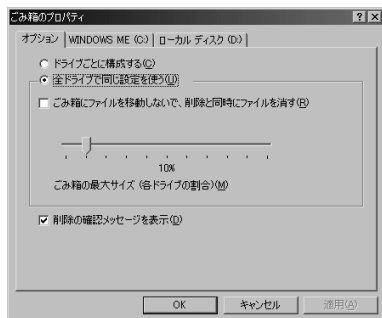 ごみ箱のプロパティ
オプション WINDOWS ME (C:) ローカル ディスク (D:)
ドライブごとに構成する(C)
全ドライブで同じ設定を使う(U)
ごみ箱にファイルを移動しないで、削除と同時にファイルを消す(R)
10%
ごみ箱の最大サイズ (各ドライブの割合)(M)
削除の確認メッセージを表示(D)
OK キャンセル 適用(A)